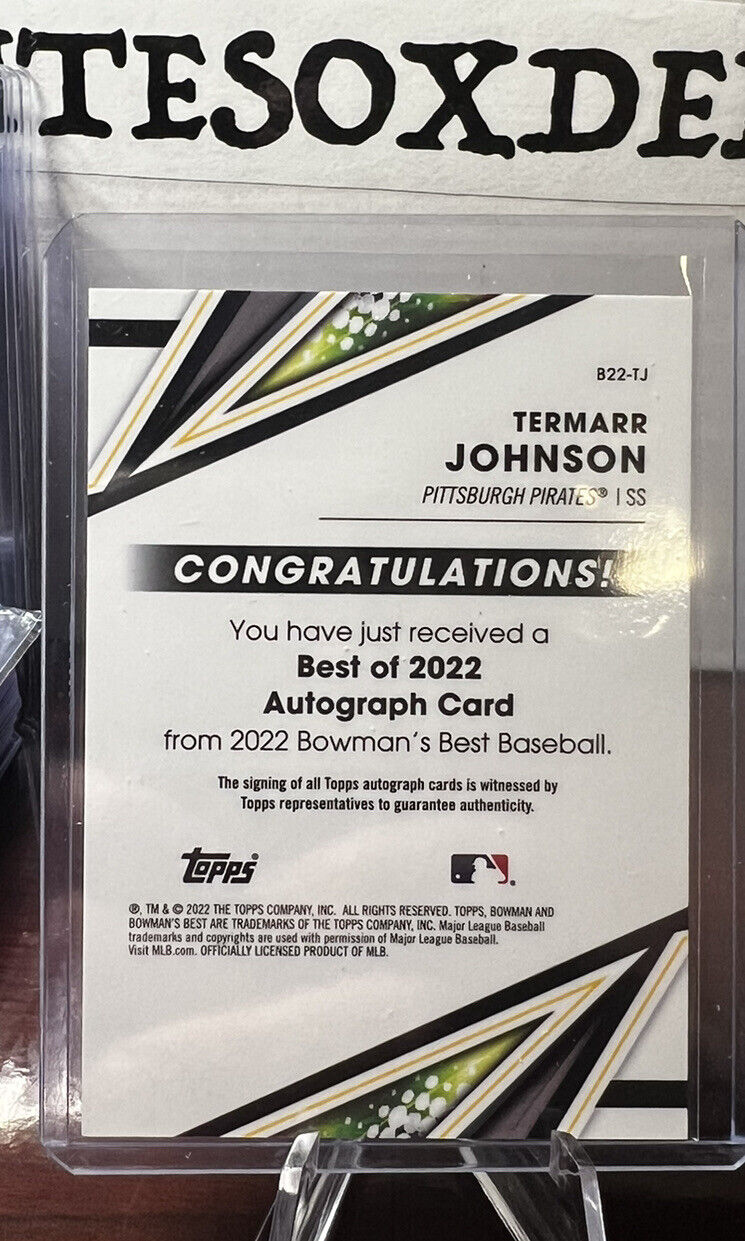 TESOXDE
B22-TJ
TERMARR
JOHNSON
PITTSBURGH PIRATES® | SS
CONGRATULATIONS!
You have just received a
Best of 2022
Autograph Card
from 2022 Bowman's Best Baseball.
The signing of all Topps autograph cards is witnessed by
Topps representatives to guarantee authenticity.
topps
®, TM & © 2022 THE TOPPS COMPANY, INC. ALL RIGHTS RESERVED. TOPPS, BOWMAN AND
BOWMAN'S BEST ARE TRADEMARKS OF THE TOPPS COMPANY, INC. Major League Baseball
trademarks and copyrights are used with permission of Major League Baseball.
Visit MLB.com. OFFICIALLY LICENSED PRODUCT OF MLB.